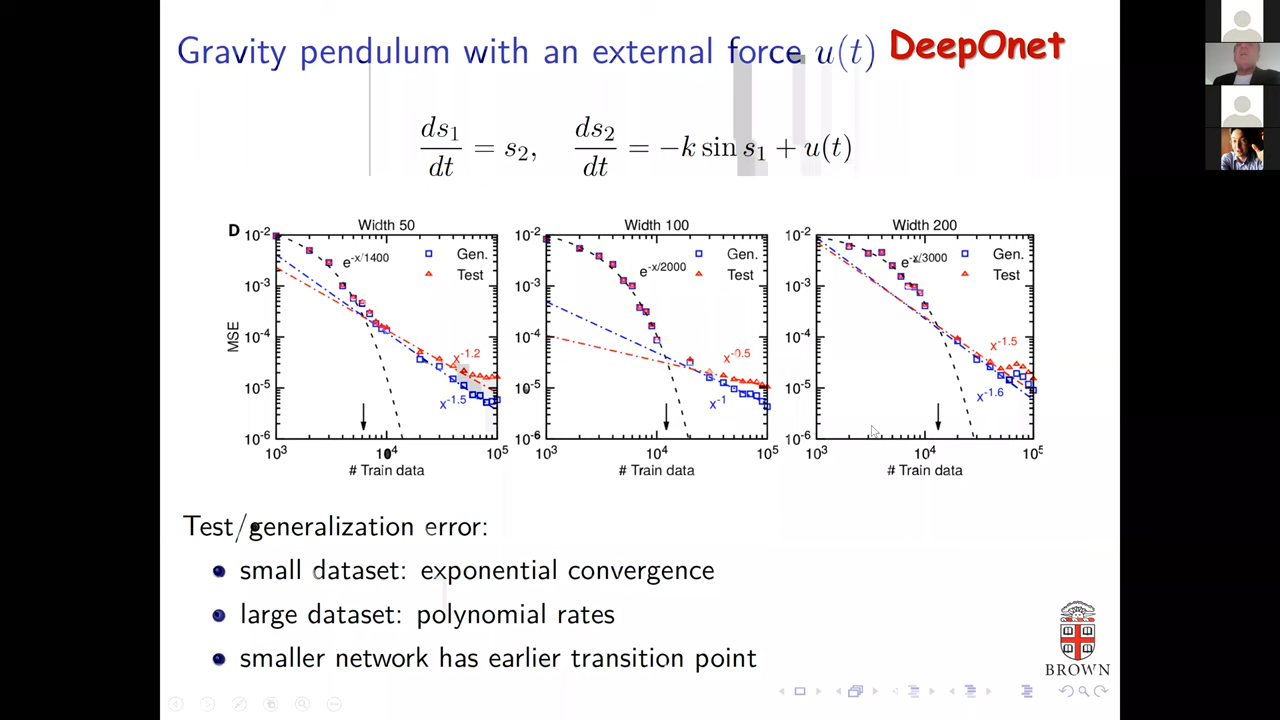 Gravity pendulum with an external force u(t) DeepOnet
ds₁/dt = s₂, ds₂/dt = −k sin s₁ + u(t)
D
Width 50
10⁻²
10⁻³
10⁻⁴
10⁻⁵
10⁻⁶
MSE
e^-x/1400
Gen.
Test
x^-1.2
x^-1.5
10³ 10⁴ 10⁵
# Train data
Width 100
10⁻²
10⁻³
10⁻⁴
10⁻⁵
10⁻⁶
e^-x/2000
Gen.
Test
x^-0.5
x^-1
10³ 10⁴ 10⁵
# Train data
Width 200
10⁻²
10⁻³
10⁻⁴
10⁻⁵
10⁻⁶
e^-x/3000
Gen.
Test
x^-1.5
x^-1.6
10³ 10⁴ 10⁵
# Train data
Test/generalization error:
small dataset: exponential convergence
large dataset: polynomial rates
smaller network has earlier transition point
BROWN